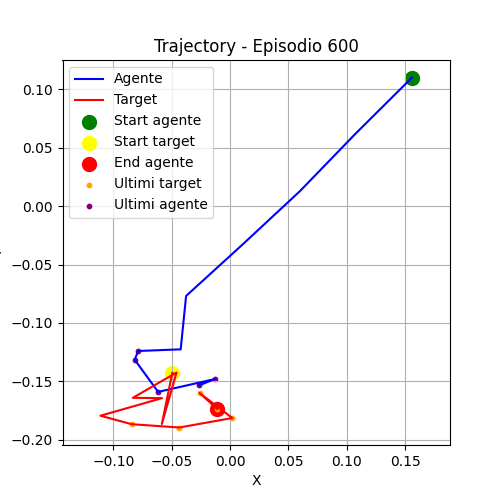 Trajectory - Episodio 600
Agente
Target
Start agente
Start target
End agente
Ultimi target
Ultimi agente
0.10
0.05
0.00
−0.05
−0.10
−0.15
−0.20
−0.10
−0.05
0.00
0.05
0.10
0.15
X